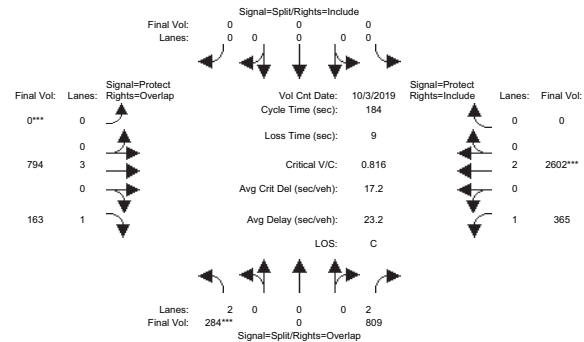 Signal=Split/Rights=Include
Final Vol: 0 0 0
Lanes: 0 0 0 0 0
Signal=Protect
Final Vol: Lanes: Rights=Overlap
Vol Cnt Date: 10/3/2019
Signal=Protect
Rights=Include Lanes: Final Vol:
Cycle Time (sec): 184
0*** 0
0 0
Loss Time (sec): 9
0
0
794 3
Critical V/C: 0.816
2 2602***
0
Avg Crit Del (sec/veh): 17.2
0
163 1
Avg Delay (sec/veh): 23.2
1 365
LOS: C
Lanes: 2 0 0 0 2
Final Vol: 284*** 0 809
Signal=Split/Rights=Overlap